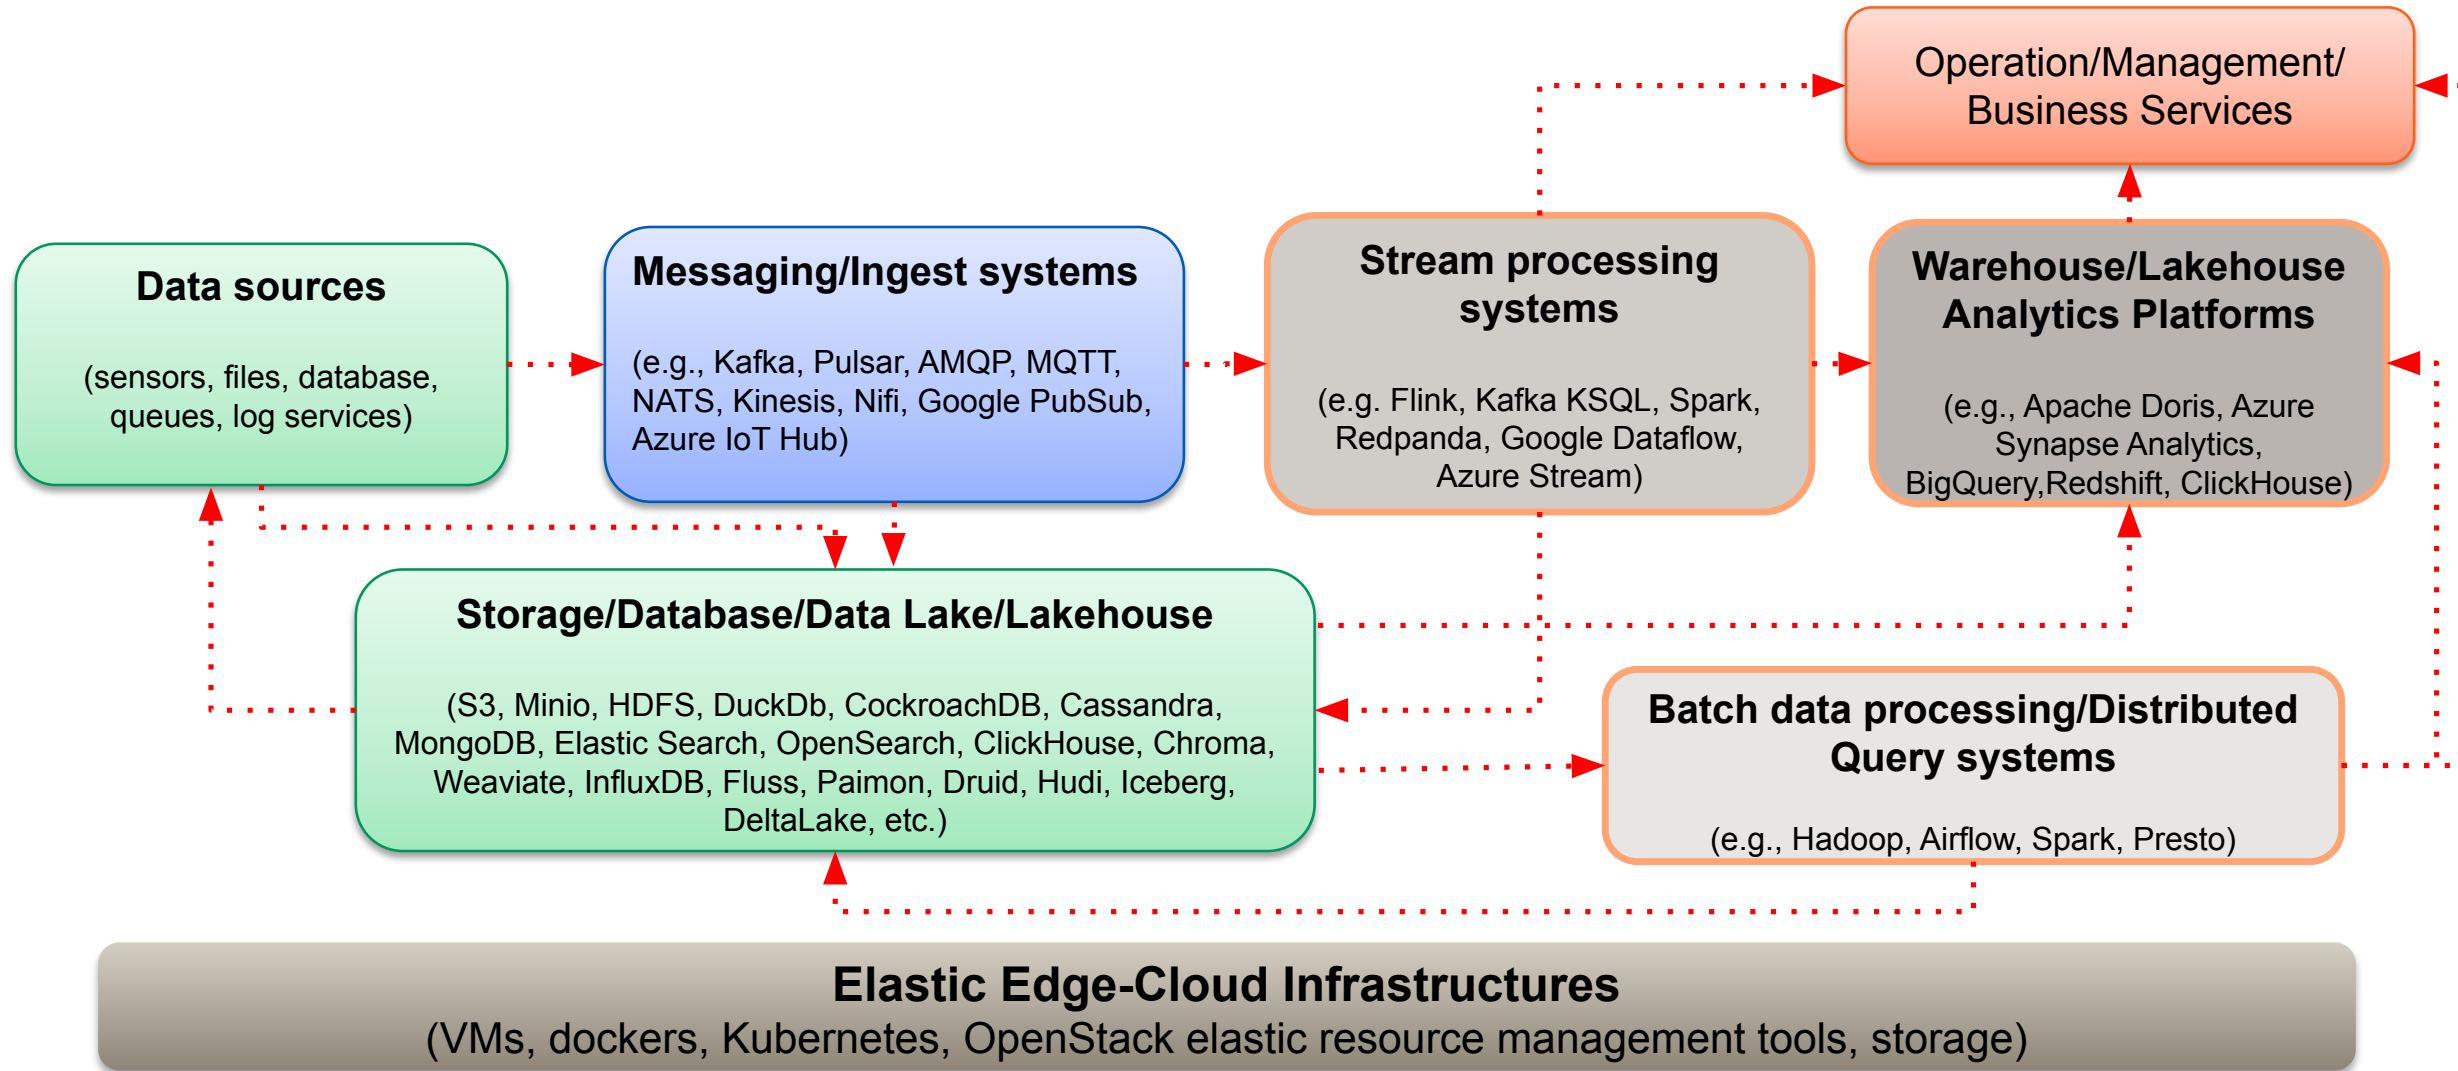 Operation/Management/
Business Services
Data sources
(sensors, files, database,
queues, log services)
Messaging/Ingest systems
(e.g., Kafka, Pulsar, AMQP, MQTT,
NATS, Kinesis, Nifi, Google PubSub,
Azure IoT Hub)
Stream processing
systems
(e.g. Flink, Kafka KSQL, Spark,
Redpanda, Google Dataflow,
Azure Stream)
Warehouse/Lakehouse
Analytics Platforms
(e.g., Apache Doris, Azure
Synapse Analytics,
BigQuery,Redshift, ClickHouse)
Storage/Database/Data Lake/Lakehouse
(S3, Minio, HDFS, DuckDb, CockroachDB, Cassandra,
MongoDB, Elastic Search, OpenSearch, ClickHouse, Chroma,
Weaviate, InfluxDB, Fluss, Paimon, Druid, Hudi, Iceberg,
DeltaLake, etc.)
Batch data processing/Distributed
Query systems
(e.g., Hadoop, Airflow, Spark, Presto)
Elastic Edge-Cloud Infrastructures
(VMs, dockers, Kubernetes, OpenStack elastic resource management tools, storage)